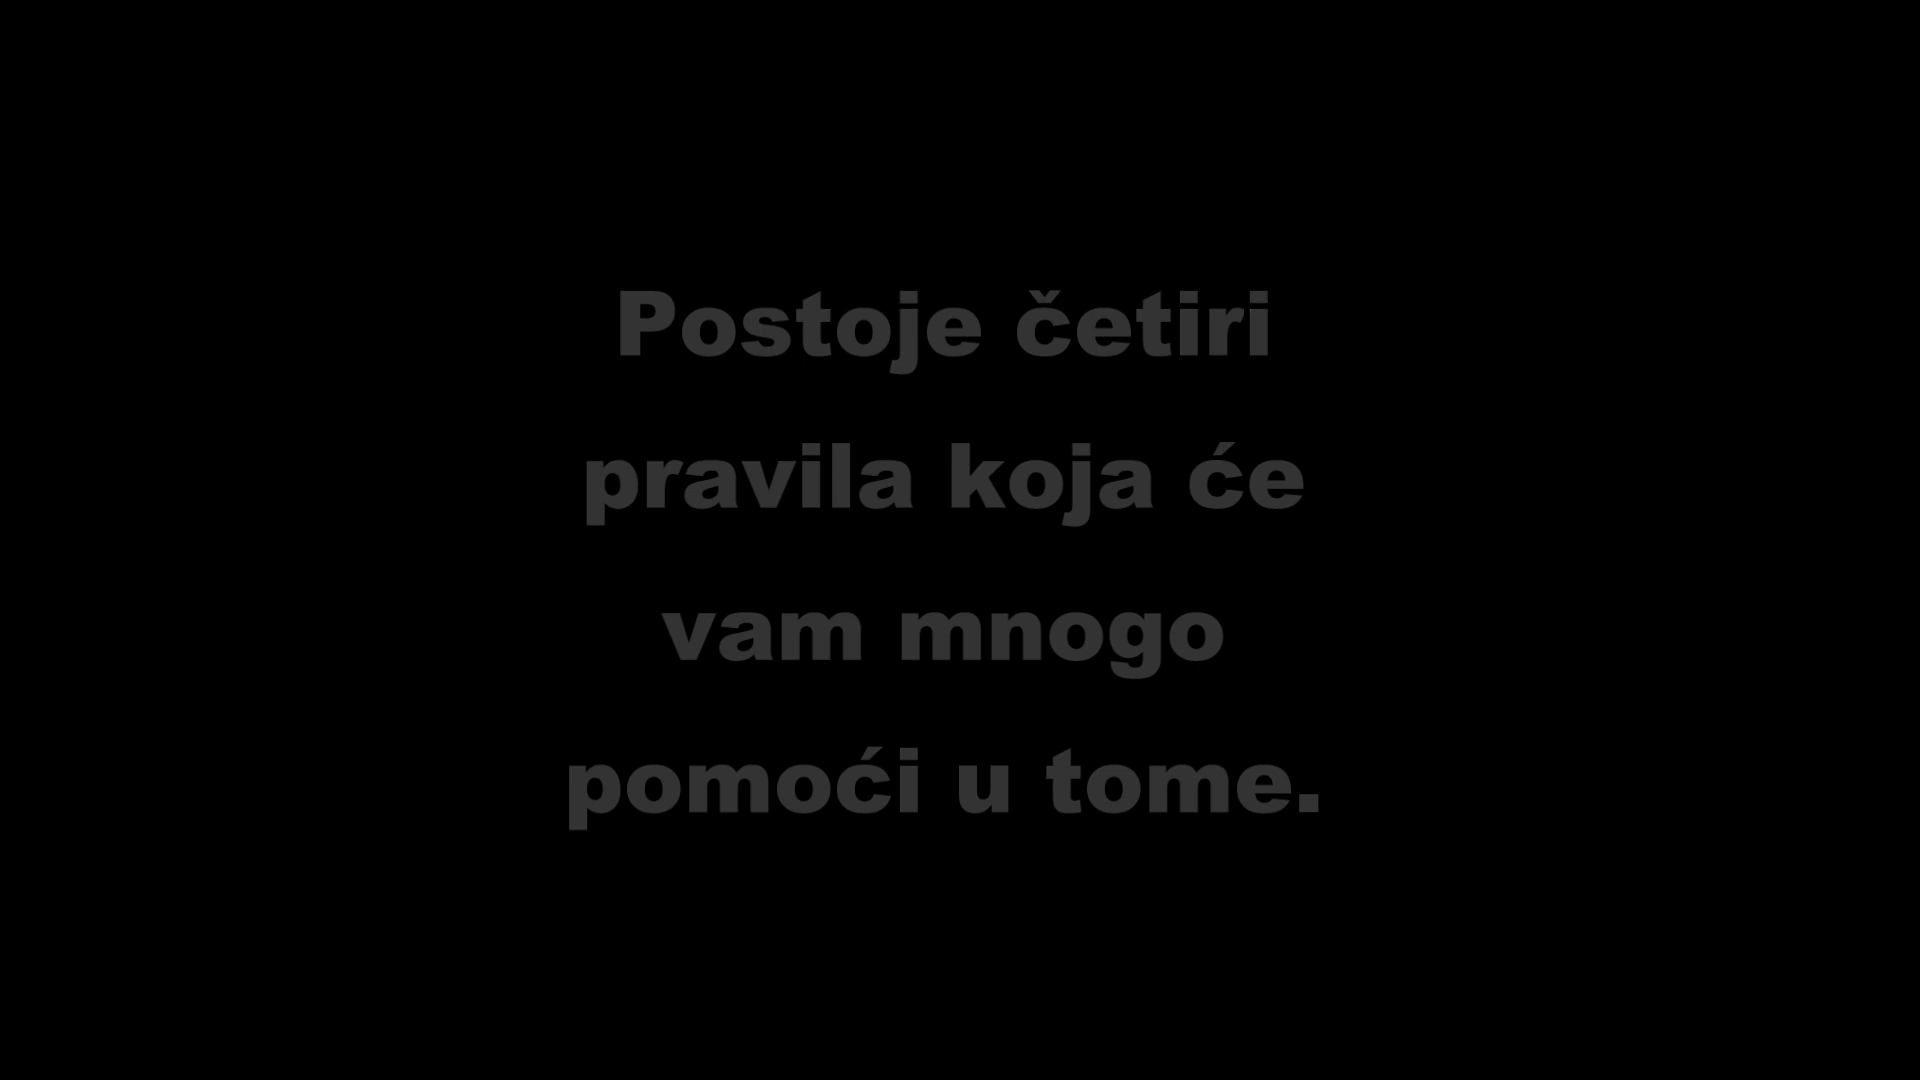 Postoje četiri
pravila koja će
vam mnogo
pomoći u tome.